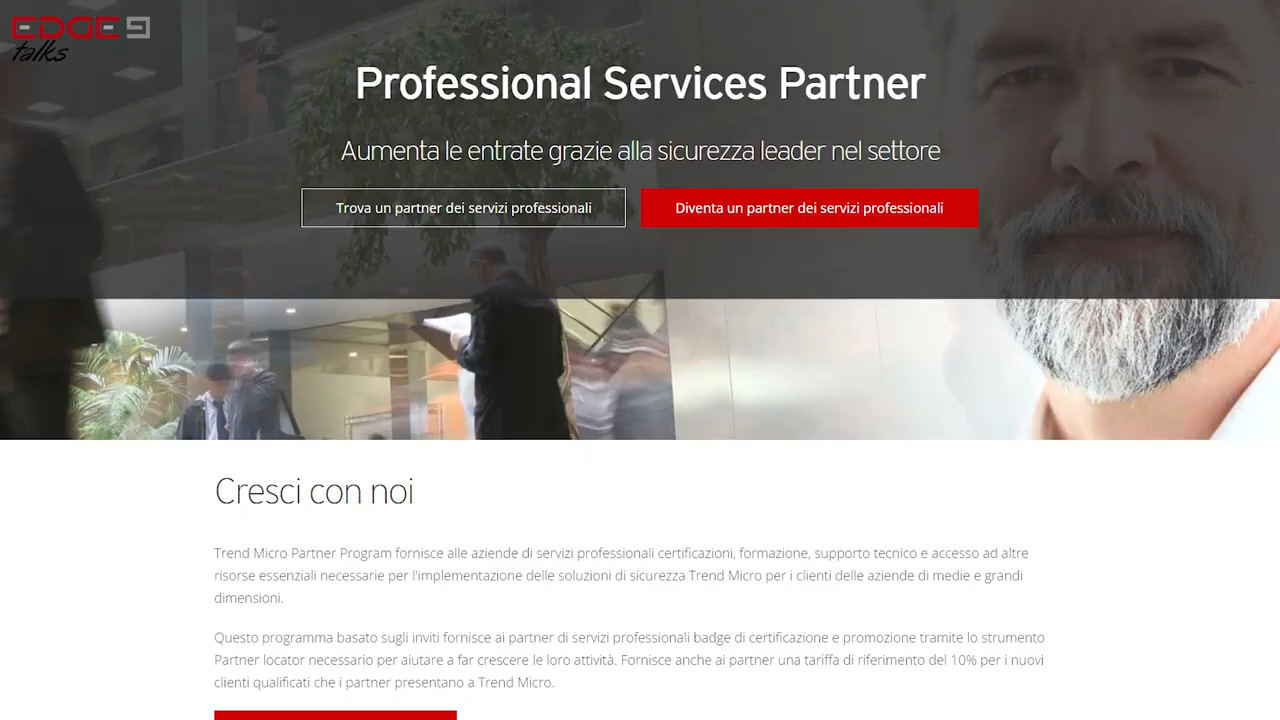 EDGE 9
talks
Professional Services Partner
Aumenta le entrate grazie alla sicurezza leader nel settore
Trova un partner dei servizi professionali
Diventa un partner dei servizi professionali
Cresci con noi
Trend Micro Partner Program fornisce alle aziende di servizi professionali certificazioni, formazione, supporto tecnico e accesso ad altre
risorse essenziali necessarie per l'implementazione delle soluzioni di sicurezza Trend Micro per i clienti delle aziende di medie e grandi
dimensioni.
Questo programma basato sugli inviti fornisce ai partner di servizi professionali badge di certificazione e promozione tramite lo strumento
Partner locator necessario per aiutare a far crescere le loro attività. Fornisce anche ai partner una tariffa di riferimento del 10% per i nuovi
clienti qualificati che i partner presentano a Trend Micro.